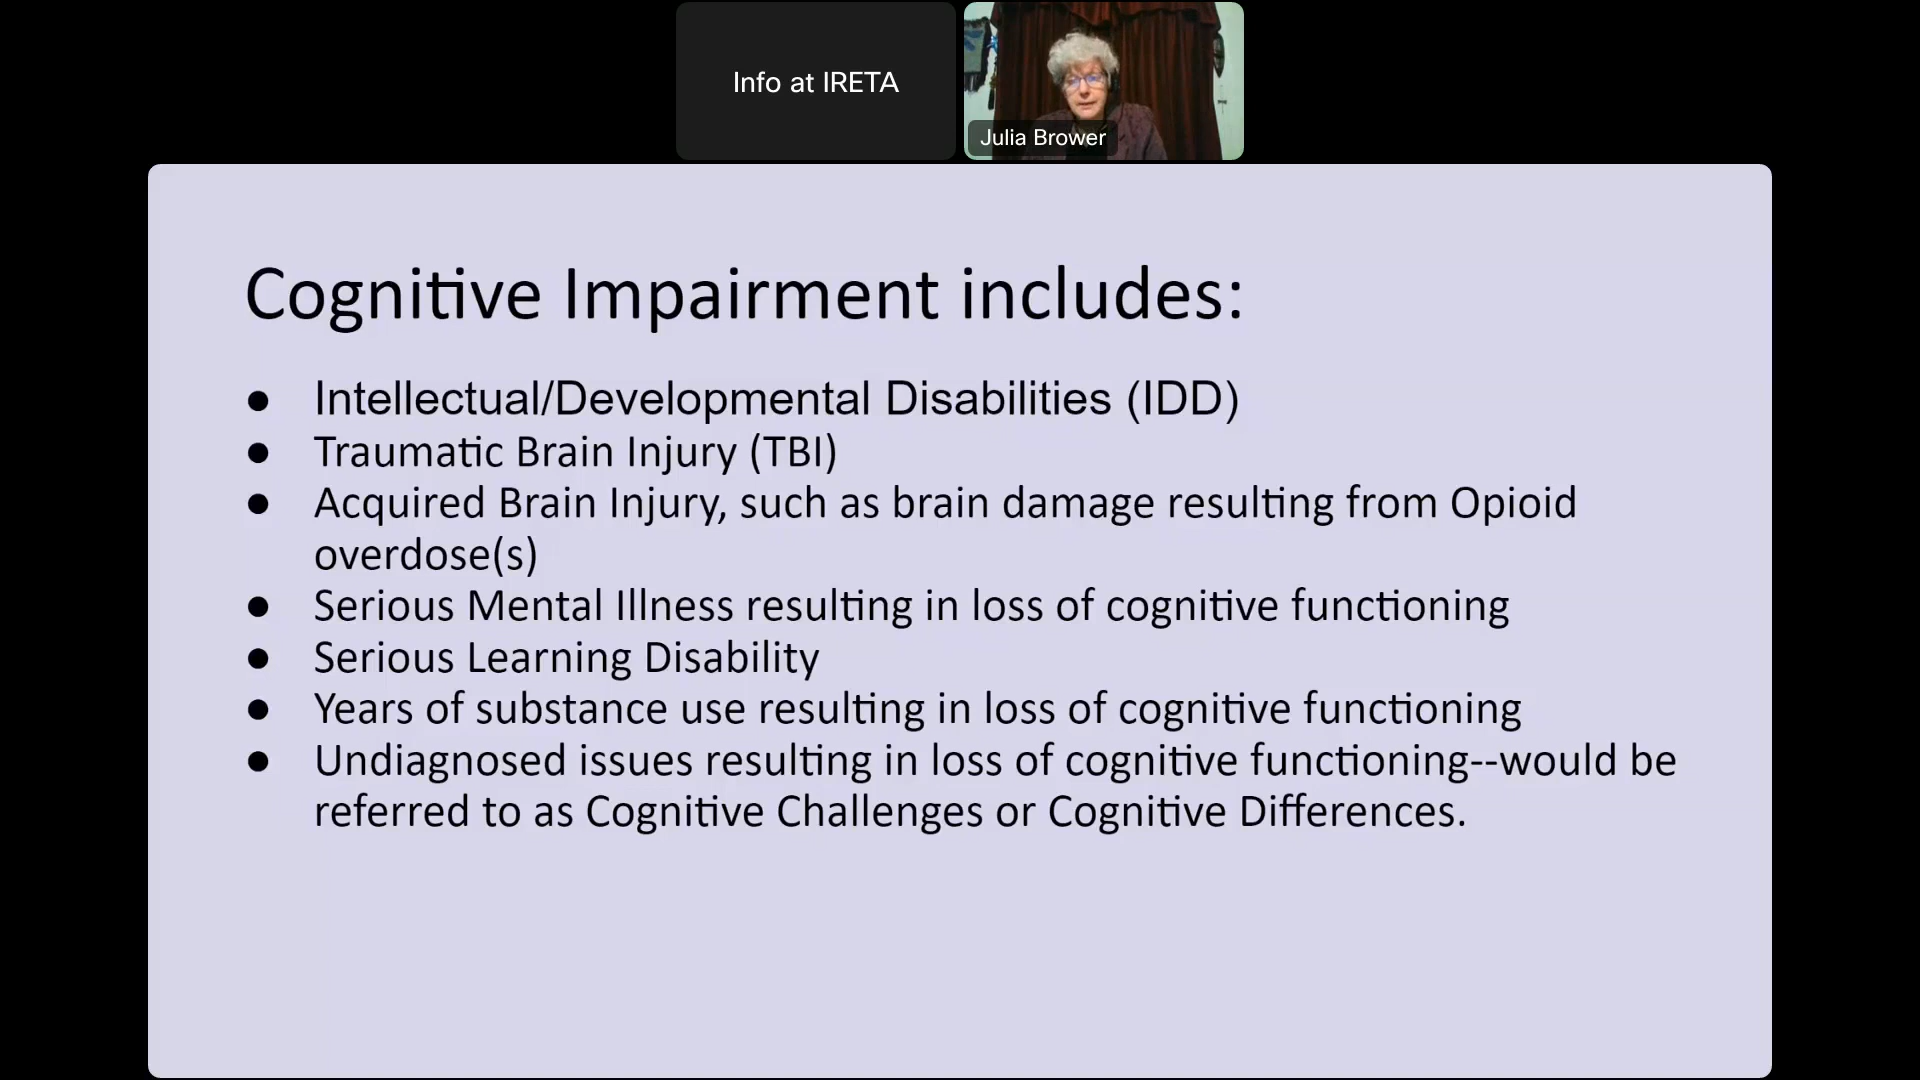 Info at IRETA
Julia Brower
Cognitive Impairment includes:
● Intellectual/Developmental Disabilities (IDD)
● Traumatic Brain Injury (TBI)
● Acquired Brain Injury, such as brain damage resulting from Opioid
overdose(s)
● Serious Mental Illness resulting in loss of cognitive functioning
● Serious Learning Disability
● Years of substance use resulting in loss of cognitive functioning
● Undiagnosed issues resulting in loss of cognitive functioning--would be
referred to as Cognitive Challenges or Cognitive Differences.